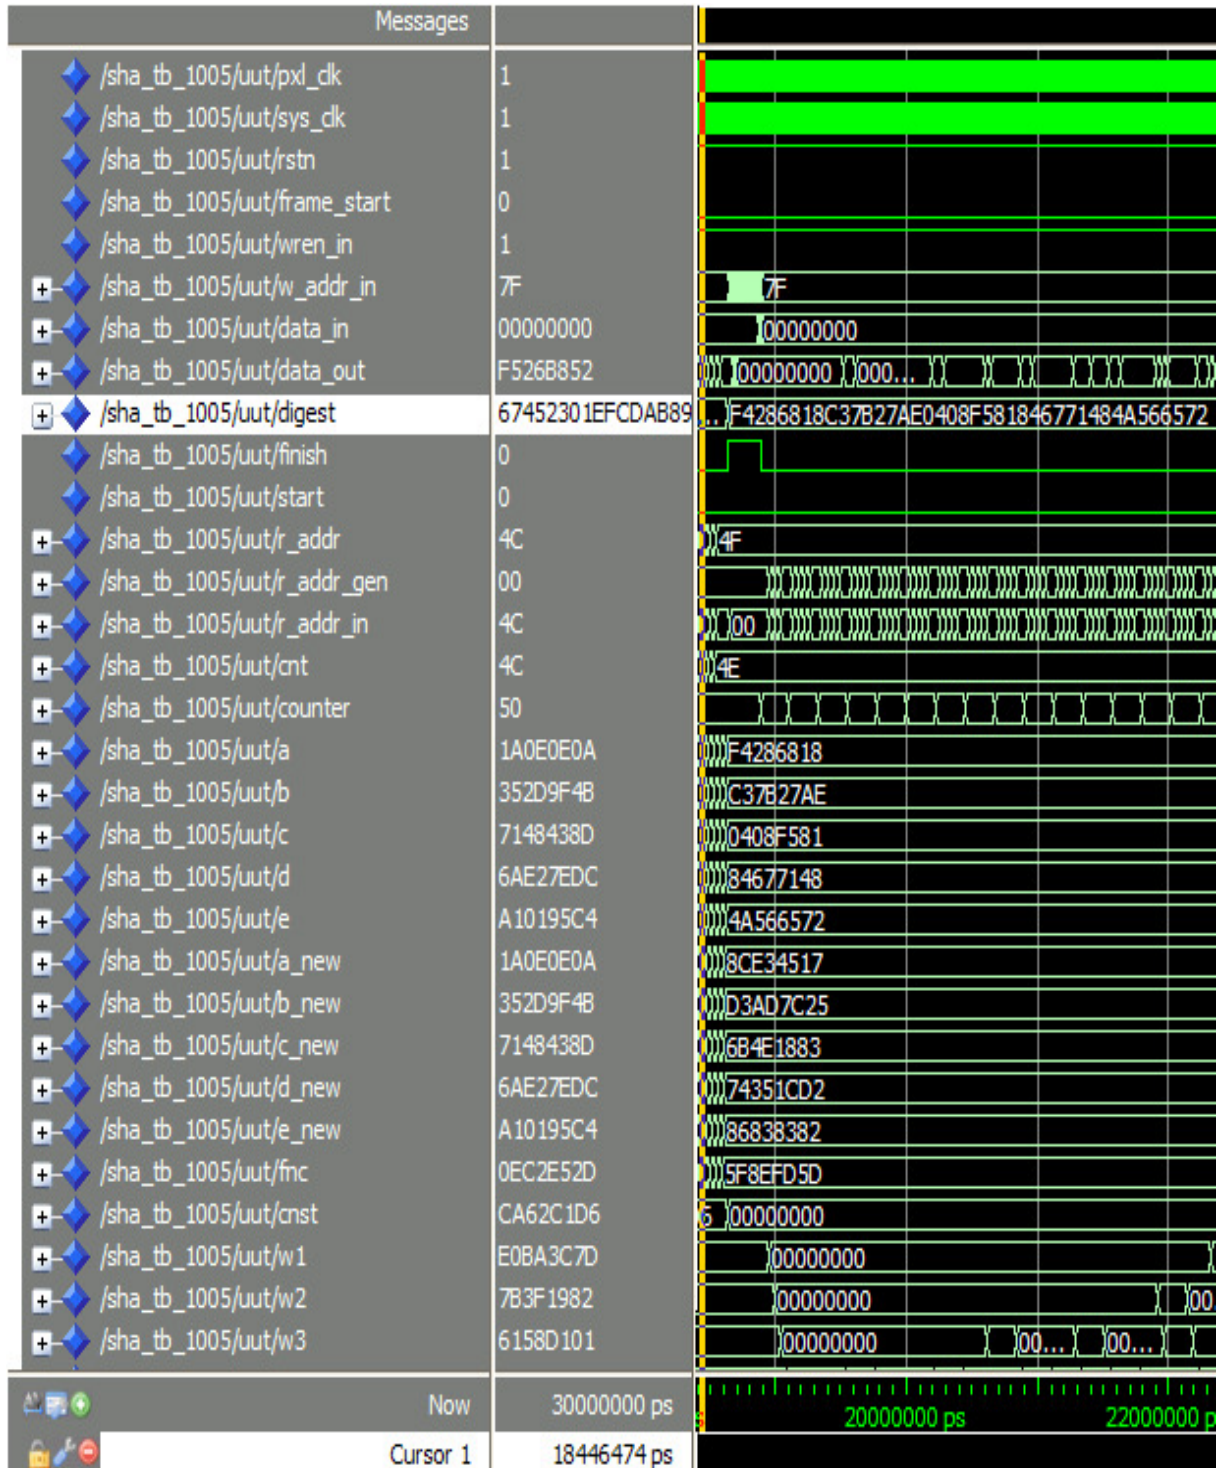 Messages
/sha_tb_1005/uut/pxl_clk 1
/sha_tb_1005/uut/sys_clk 1
/sha_tb_1005/uut/rstn 1
/sha_tb_1005/uut/frame_start 0
/sha_tb_1005/uut/wren_in 1
/sha_tb_1005/uut/w_addr_in 7F 7F
/sha_tb_1005/uut/data_in 00000000 00000000
/sha_tb_1005/uut/data_out F526B852 00000000 000...
/sha_tb_1005/uut/digest 67452301EFCDAB89 ... F4286818C37B27AE0408F581846771484A566572
/sha_tb_1005/uut/finish 0
/sha_tb_1005/uut/start 0
/sha_tb_1005/uut/r_addr 4C 4F
/sha_tb_1005/uut/r_addr_gen 00
/sha_tb_1005/uut/r_addr_in 4C 00
/sha_tb_1005/uut/cnt 4C 4E
/sha_tb_1005/uut/counter 50
/sha_tb_1005/uut/a 1A0E0E0A F4286818
/sha_tb_1005/uut/b 352D9F4B C37B27AE
/sha_tb_1005/uut/c 7148438D 0408F581
/sha_tb_1005/uut/d 6AE27EDC 84677148
/sha_tb_1005/uut/e A10195C4 4A566572
/sha_tb_1005/uut/a_new 1A0E0E0A 8CE34517
/sha_tb_1005/uut/b_new 352D9F4B D3AD7C25
/sha_tb_1005/uut/c_new 7148438D 6B4E1883
/sha_tb_1005/uut/d_new 6AE27EDC 74351CD2
/sha_tb_1005/uut/e_new A10195C4 86838382
/sha_tb_1005/uut/fnc 0EC2E52D 5F8EFD5D
/sha_tb_1005/uut/cnst CA62C1D6 6 00000000
/sha_tb_1005/uut/w1 E0BA3C7D 00000000
/sha_tb_1005/uut/w2 7B3F1982 00000000 00.
/sha_tb_1005/uut/w3 6158D101 00000000 00... 00...
Now 30000000 ps s 20000000 ps 22000000 p
Cursor 1 18446474 ps